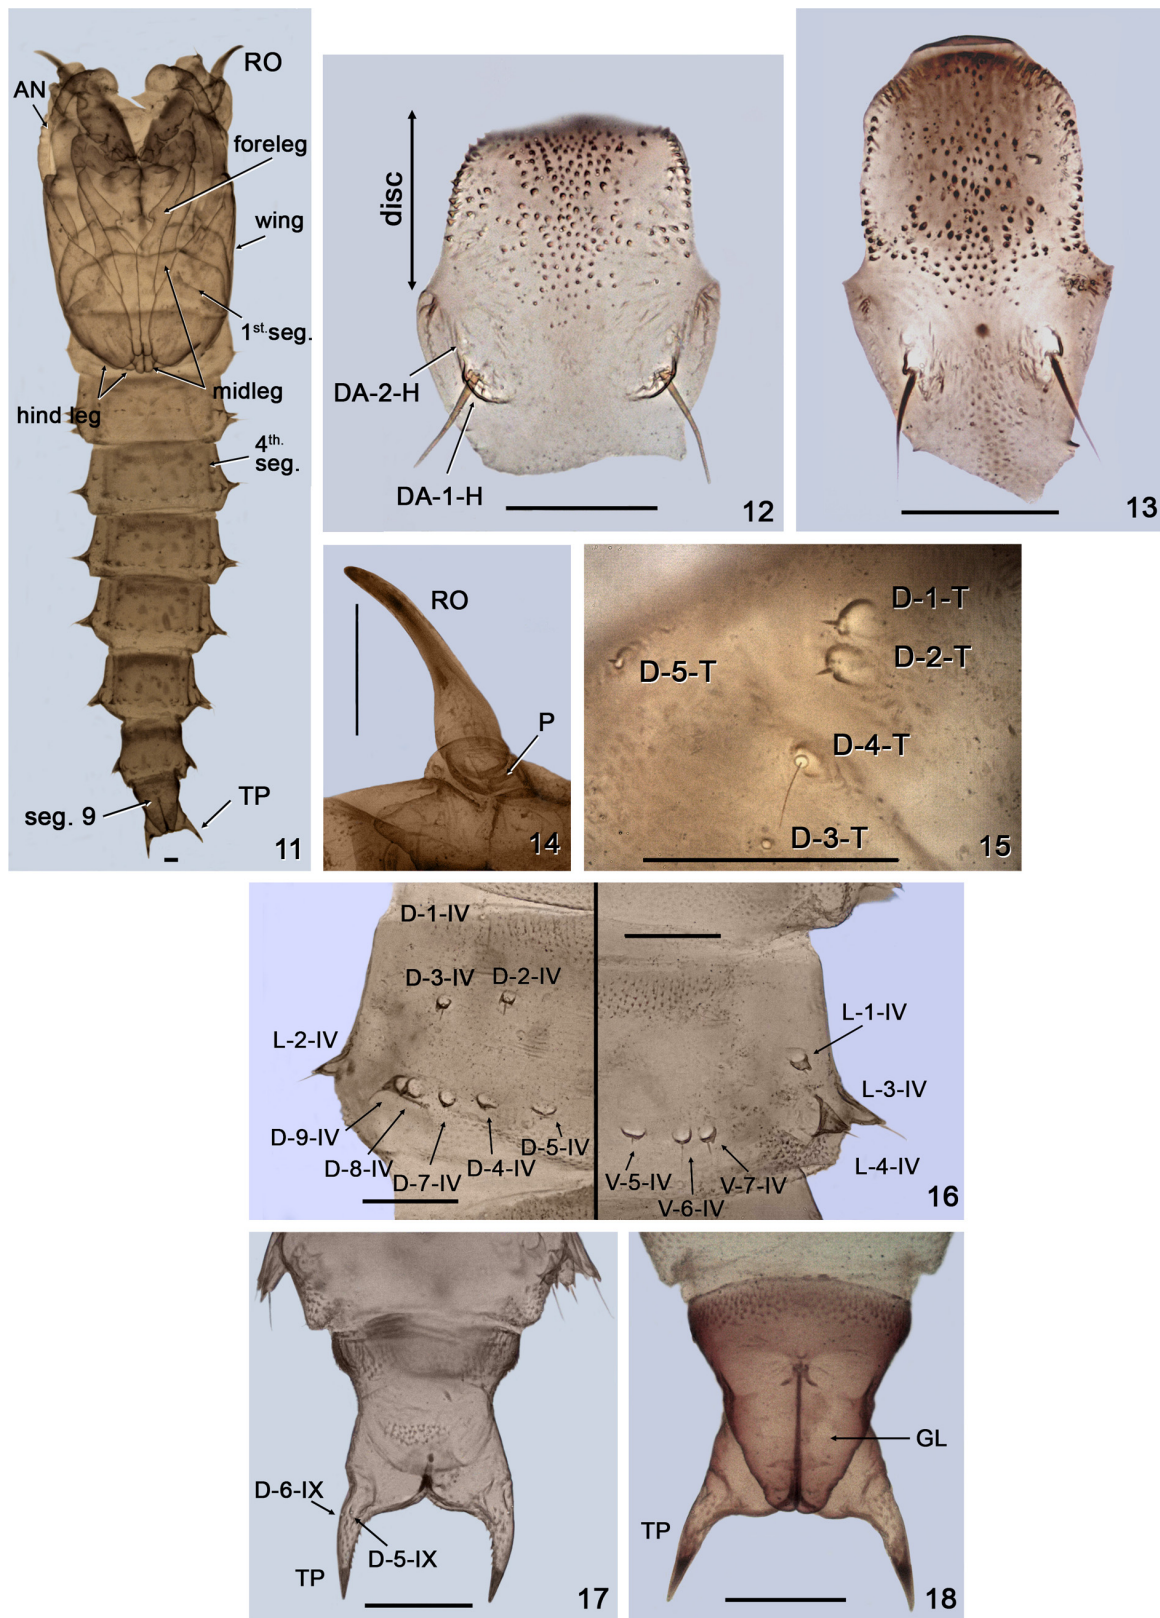 RO
AN
foreleg
wing
1st. seg.
midleg
hind leg
4th.
seg.
seg. 9
TP
11
disc
DA-2-H
DA-1-H
12
13
RO
P
14
D-1-T
D-2-T
D-5-T
D-4-T
D-3-T
15
D-1-IV
D-3-IV
D-2-IV
L-2-IV
D-9-IV
D-8-IV
D-7-IV
D-4-IV
D-5-IV
L-1-IV
L-3-IV
L-4-IV
V-5-IV
V-6-IV
V-7-IV
16
D-6-IX
D-5-IX
TP
17
GL
TP
18